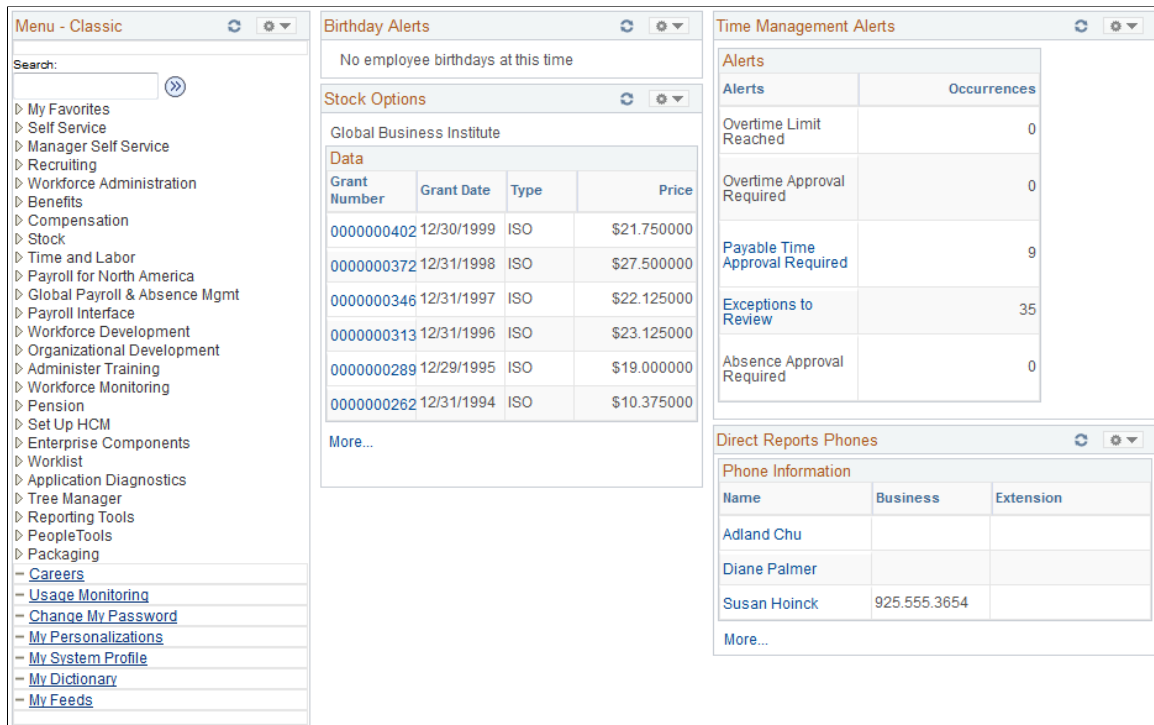 Menu - Classic
Search:
My Favorites
Self Service
Manager Self Service
Recruiting
Workforce Administration
Benefits
Compensation
Stock
Time and Labor
Payroll for North America
Global Payroll & Absence Mgmt
Payroll Interface
Workforce Development
Organizational Development
Administer Training
Workforce Monitoring
Pension
Set Up HCM
Enterprise Components
Worklist
Application Diagnostics
Tree Manager
Reporting Tools
PeopleTools
Packaging
Careers
Usage Monitoring
Change My Password
My Personalizations
My System Profile
My Dictionary
My Feeds
Birthday Alerts
No employee birthdays at this time
Stock Options
Global Business Institute
Data
Grant Number Grant Date Type Price
0000000402 12/30/1999 ISO $21.750000
0000000372 12/31/1998 ISO $27.500000
0000000346 12/31/1997 ISO $22.125000
0000000313 12/31/1996 ISO $23.125000
0000000289 12/29/1995 ISO $19.000000
0000000262 12/31/1994 ISO $10.375000
More...
Time Management Alerts
Alerts
Alerts Occurrences
Overtime Limit Reached 0
Overtime Approval Required 0
Payable Time Approval Required 9
Exceptions to Review 35
Absence Approval Required 0
Direct Reports Phones
Phone Information
Name Business Extension
Adland Chu
Diane Palmer
Susan Hoinck 925.555.3654
More...